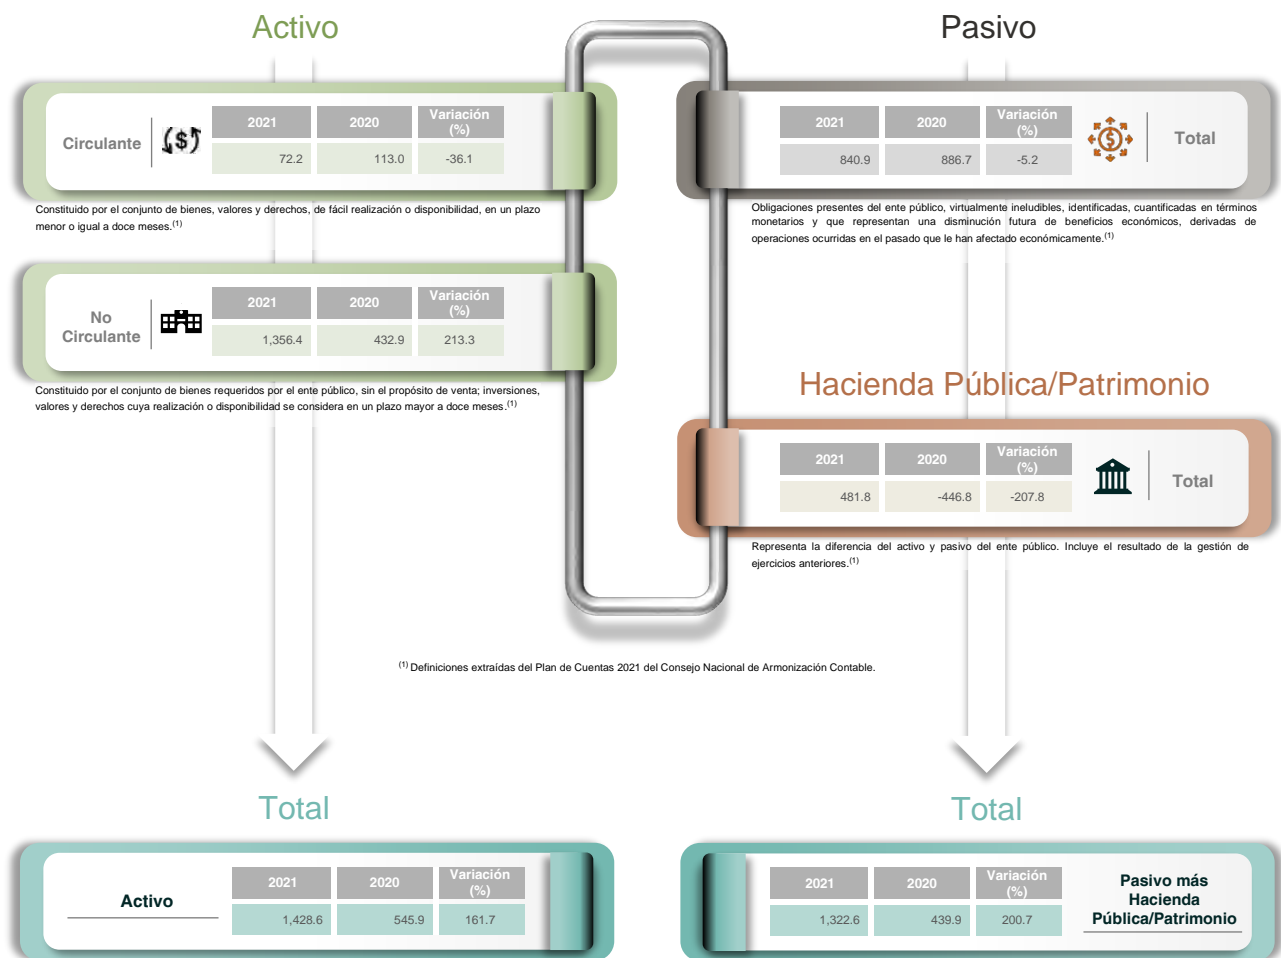 Activo
Circulante
2021 2020 Variación (%)
72.2 113.0 -36.1
Constituido por el conjunto de bienes, valores y derechos, de fácil realización o disponibilidad, en un plazo
menor o igual a doce meses.(1)
No
Circulante
2021 2020 Variación (%)
1,356.4 432.9 213.3
Constituido por el conjunto de bienes requeridos por el ente público, sin el propósito de venta; inversiones,
valores y derechos cuya realización o disponibilidad se considera en un plazo mayor a doce meses.(1)
Pasivo
2021 2020 Variación (%)
840.9 886.7 -5.2
Total
Obligaciones presentes del ente público, virtualmente ineludibles, identificadas, cuantificadas en términos
monetarios y que representan una disminución futura de beneficios económicos, derivadas de
operaciones ocurridas en el pasado que le han afectado económicamente.(1)
Hacienda Pública/Patrimonio
2021 2020 Variación (%)
481.8 -446.8 -207.8
Total
Representa la diferencia del activo y pasivo del ente público. Incluye el resultado de la gestión de
ejercicios anteriores.(1)
(1) Definiciones extraídas del Plan de Cuentas 2021 del Consejo Nacional de Armonización Contable.
Total
Activo
2021 2020 Variación (%)
1,428.6 545.9 161.7
Total
2021 2020 Variación (%)
1,322.6 439.9 200.7
Pasivo más
Hacienda
Pública/Patrimonio